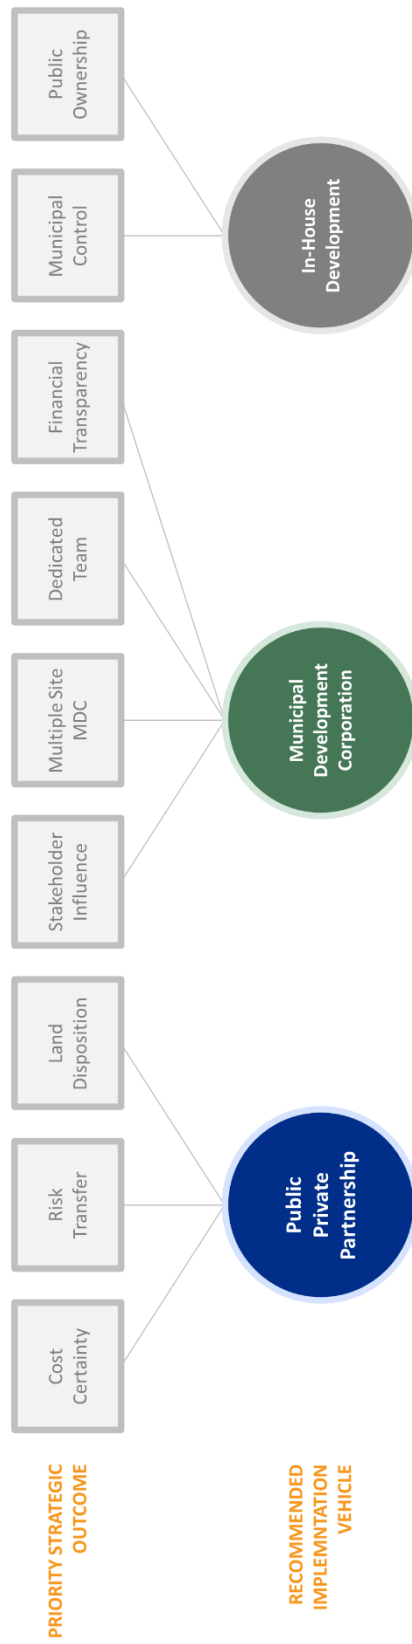 PRIORITY STRATEGIC
OUTCOME
Cost
Certainty
Risk
Transfer
Land
Disposition
Stakeholder
Influence
Multiple Site
MDC
Dedicated
Team
Financial
Transparency
Municipal
Control
Public
Ownership
RECOMMENDED
IMPLEMNTATION
VEHICLE
Public
Private
Partnership
Municipal
Development
Corporation
In-House
Development